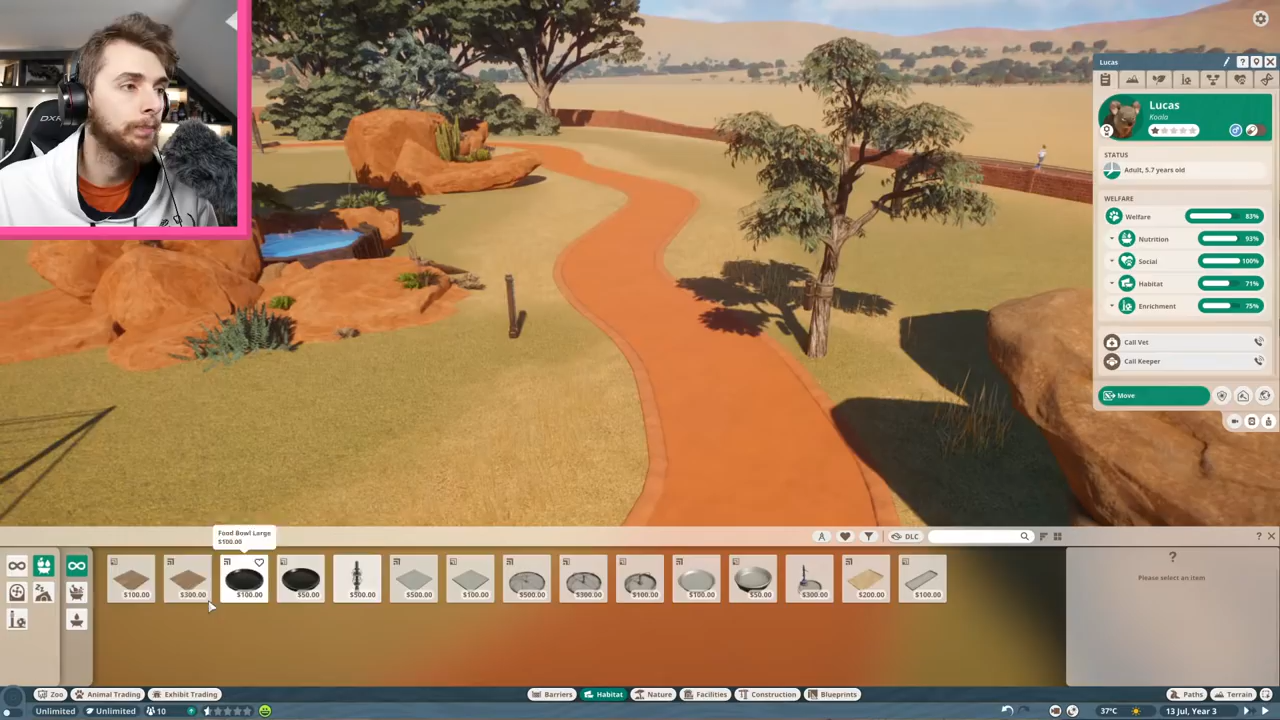 DXR
Lucas
Lucas
Koala
STATUS
Adult, 5.7 years old
WELFARE
Welfare 83%
Nutrition 93%
Social 100%
Habitat 71%
Enrichment 75%
Call Vet
Call Keeper
Move
Food Bowl Large
$100.00
DLC
? ×
$100.00 $300.00 $100.00 $50.00 $500.00 $500.00 $100.00 $500.00 $300.00 $100.00 $100.00 $50.00 $300.00 $200.00 $100.00
?
Please select an item
Zoo Animal Trading Exhibit Trading Barriers Habitat Nature Facilities Construction Blueprints Paths Terrain
Unlimited Unlimited 10 37°C 13 Jul, Year 3